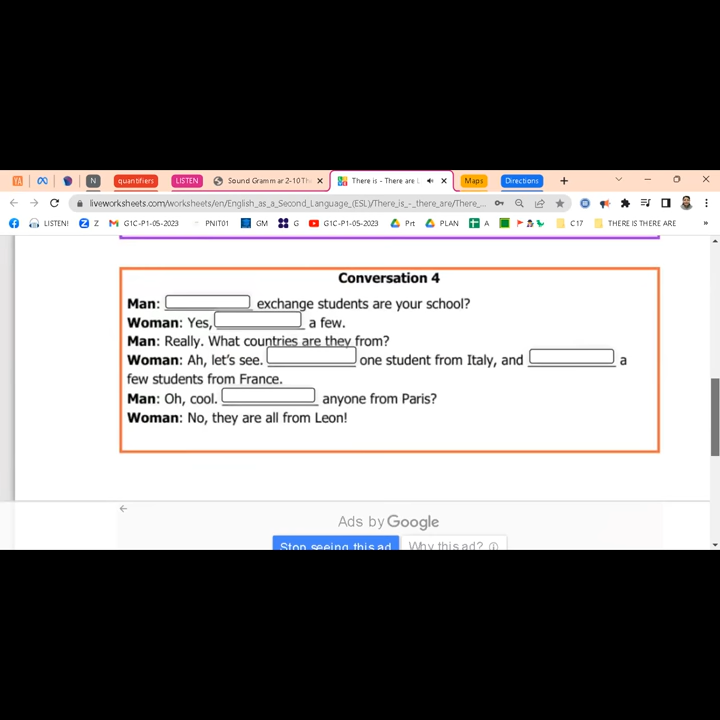 N
quantifiers
LISTEN
Sound Grammar 2-10 Th
There is - There are L
Maps
Directions
liveworksheets.com/worksheets/en/English_as_a_Second_Language_(ESL)/There_is_-_there_are/There_...
LISTEN!
Z
G1C-P1-05-2023
PNIT01
GM
G
G1C-P1-05-2023
Prt
PLAN
A
C17
THERE IS THERE ARE
»
Conversation 4
Man: exchange students are your school?
Woman: Yes, a few.
Man: Really. What countries are they from?
Woman: Ah, let's see. one student from Italy, and a
few students from France.
Man: Oh, cool. anyone from Paris?
Woman: No, they are all from Leon!
Ads by Google
Stop seeing this ad
Why this ad?